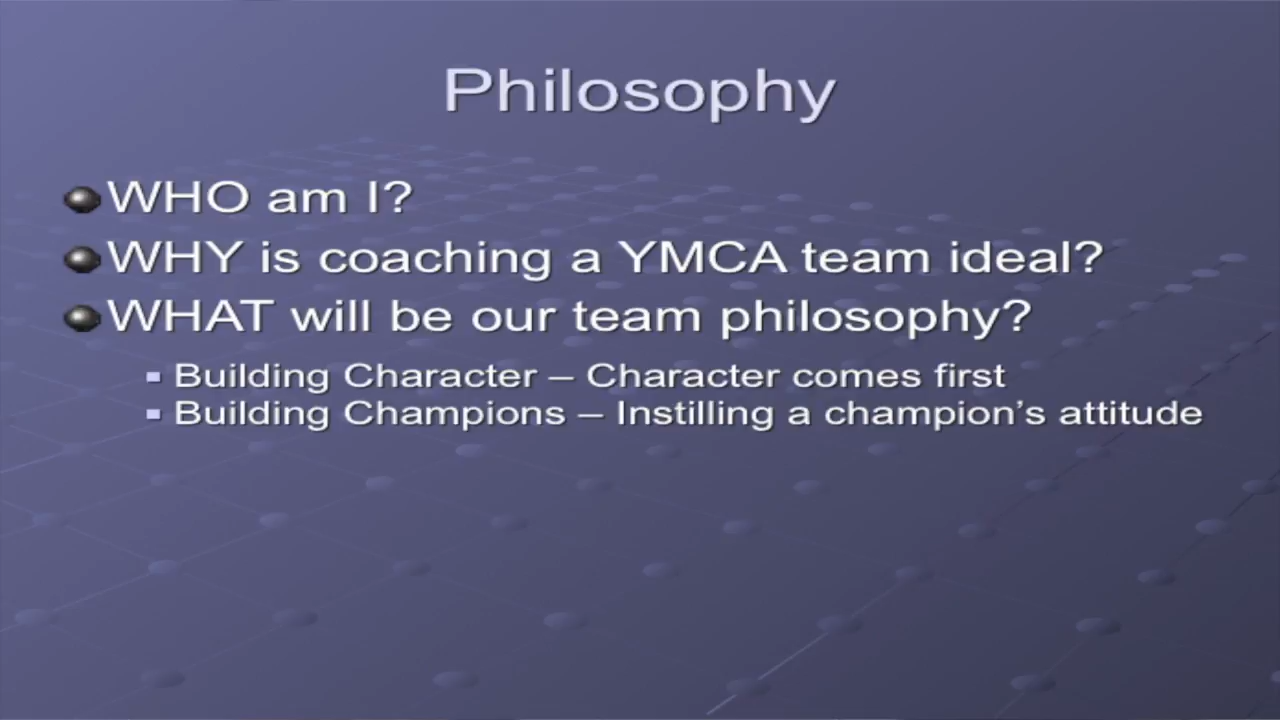 Philosophy
WHO am I?
WHY is coaching a YMCA team ideal?
WHAT will be our team philosophy?
Building Character – Character comes first
Building Champions – Instilling a champion’s attitude